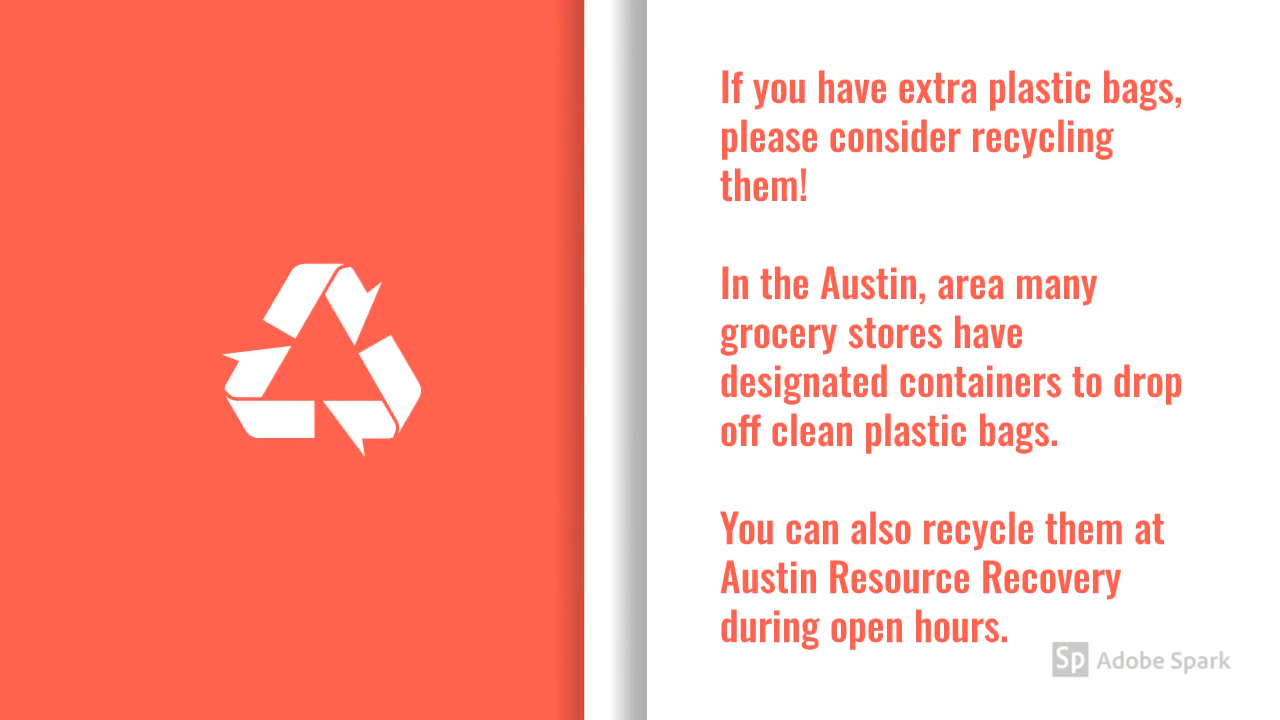 If you have extra plastic bags,
please consider recycling
them!
In the Austin, area many
grocery stores have
designated containers to drop
off clean plastic bags.
You can also recycle them at
Austin Resource Recovery
during open hours.
Sp Adobe Spark